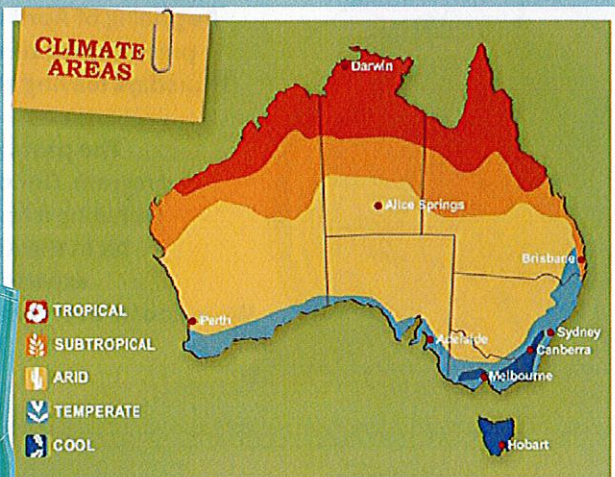 CLIMATE
AREAS
Darwin
Alice Springs
Brisbane
Perth
Adelaide
Sydney
Canberra
Melbourne
Hobart
TROPICAL
SUBTROPICAL
ARID
TEMPERATE
COOL